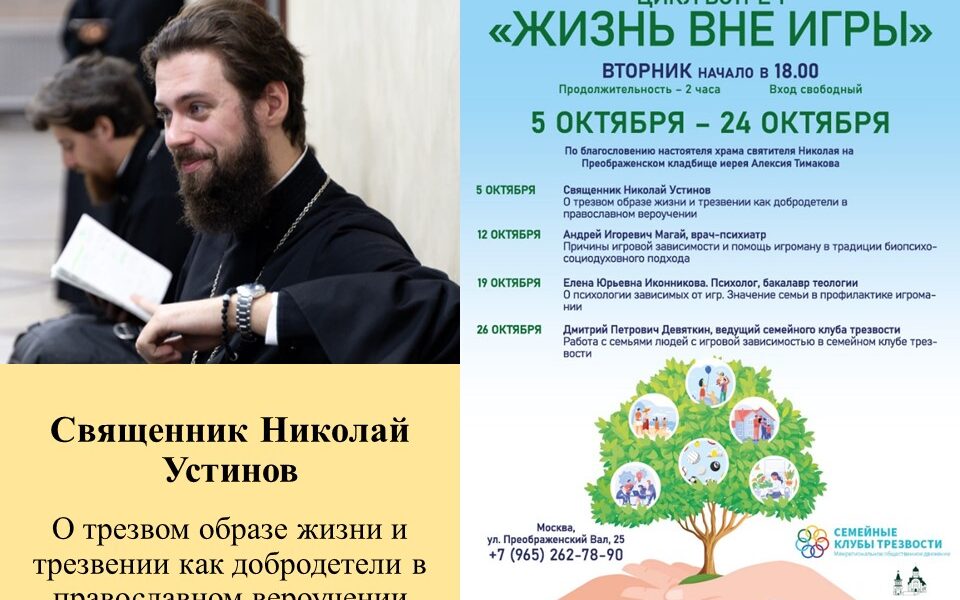 Священник Николай
Устинов
О трезвом образе жизни и
трезвении как добродетели в
православном вероучении
«ЖИЗНЬ ВНЕ ИГРЫ»
ВТОРНИК НАЧАЛО В 18.00
Продолжительность – 2 часа Вход свободный
5 ОКТЯБРЯ – 24 ОКТЯБРЯ
По благословению настоятеля храма святителя Николая на
Преображенском кладбище иерея Алексия Тимакова
5 ОКТЯБРЯ Священник Николай Устинов
О трезвом образе жизни и трезвении как добродетели в
православном вероучении
12 ОКТЯБРЯ Андрей Игоревич Магай, врач-психиатр
Причины игровой зависимости и помощь игроману в традиции биопсихо-
социодуховного подхода
19 ОКТЯБРЯ Елена Юрьевна Иконникова. Психолог, бакалавр теологии
О психологии зависимых от игр. Значение семьи в профилактике игрома-
нии
26 ОКТЯБРЯ Дмитрий Петрович Девяткин, ведущий семейного клуба трезвости
Работа с семьями людей с игровой зависимостью в семейном клубе трез-
вости
Москва,
ул. Преображенский Вал, 25
+7 (965) 262-78-90
СЕМЕЙНЫЕ
КЛУБЫ ТРЕЗВОСТИ
Межрегиональное общественное движение